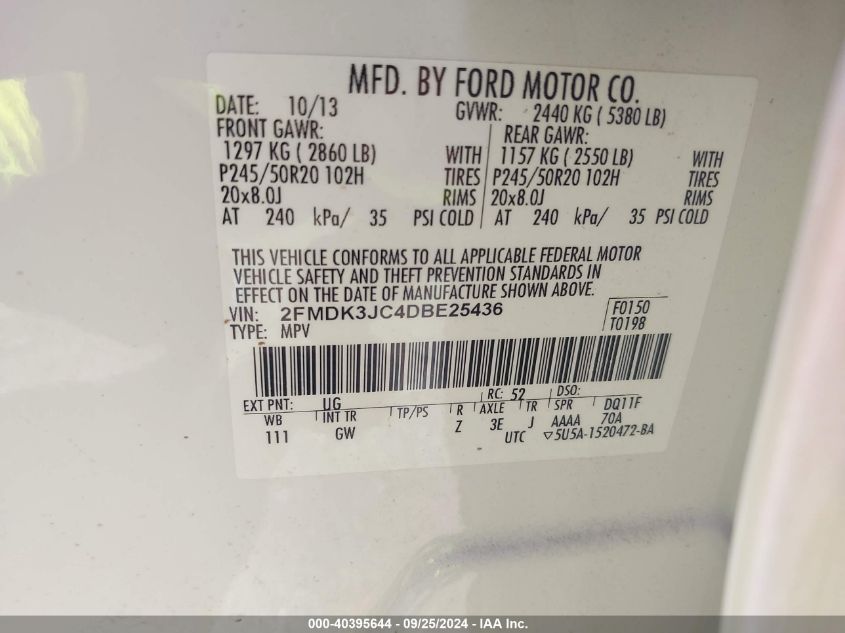 MFD. BY FORD MOTOR CO.
DATE: 10/13 GVWR: 2440 KG ( 5380 LB)
FRONT GAWR: REAR GAWR:
1297 KG ( 2860 LB) WITH 1157 KG ( 2550 LB) WITH
P245/50R20 102H TIRES P245/50R20 102H TIRES
20x8.0J RIMS 20x8.0J RIMS
AT 240 kPa/ 35 PSI COLD AT 240 kPa/ 35 PSI COLD
THIS VEHICLE CONFORMS TO ALL APPLICABLE FEDERAL MOTOR
VEHICLE SAFETY AND THEFT PREVENTION STANDARDS IN
EFFECT ON THE DATE OF MANUFACTURE SHOWN ABOVE.
VIN: 2FMDK3JC4DBE25436 F0150
TYPE: MPV T0198
EXT PNT: UG RC: 52 DSO:
WB INT TR TP/PS R AXLE TR SPR DQ11F
111 GW Z 3E J AAAA 70A
UTC ▽5U5A-1520472-BA
000-40395644 - 09/25/2024 - IAA Inc.